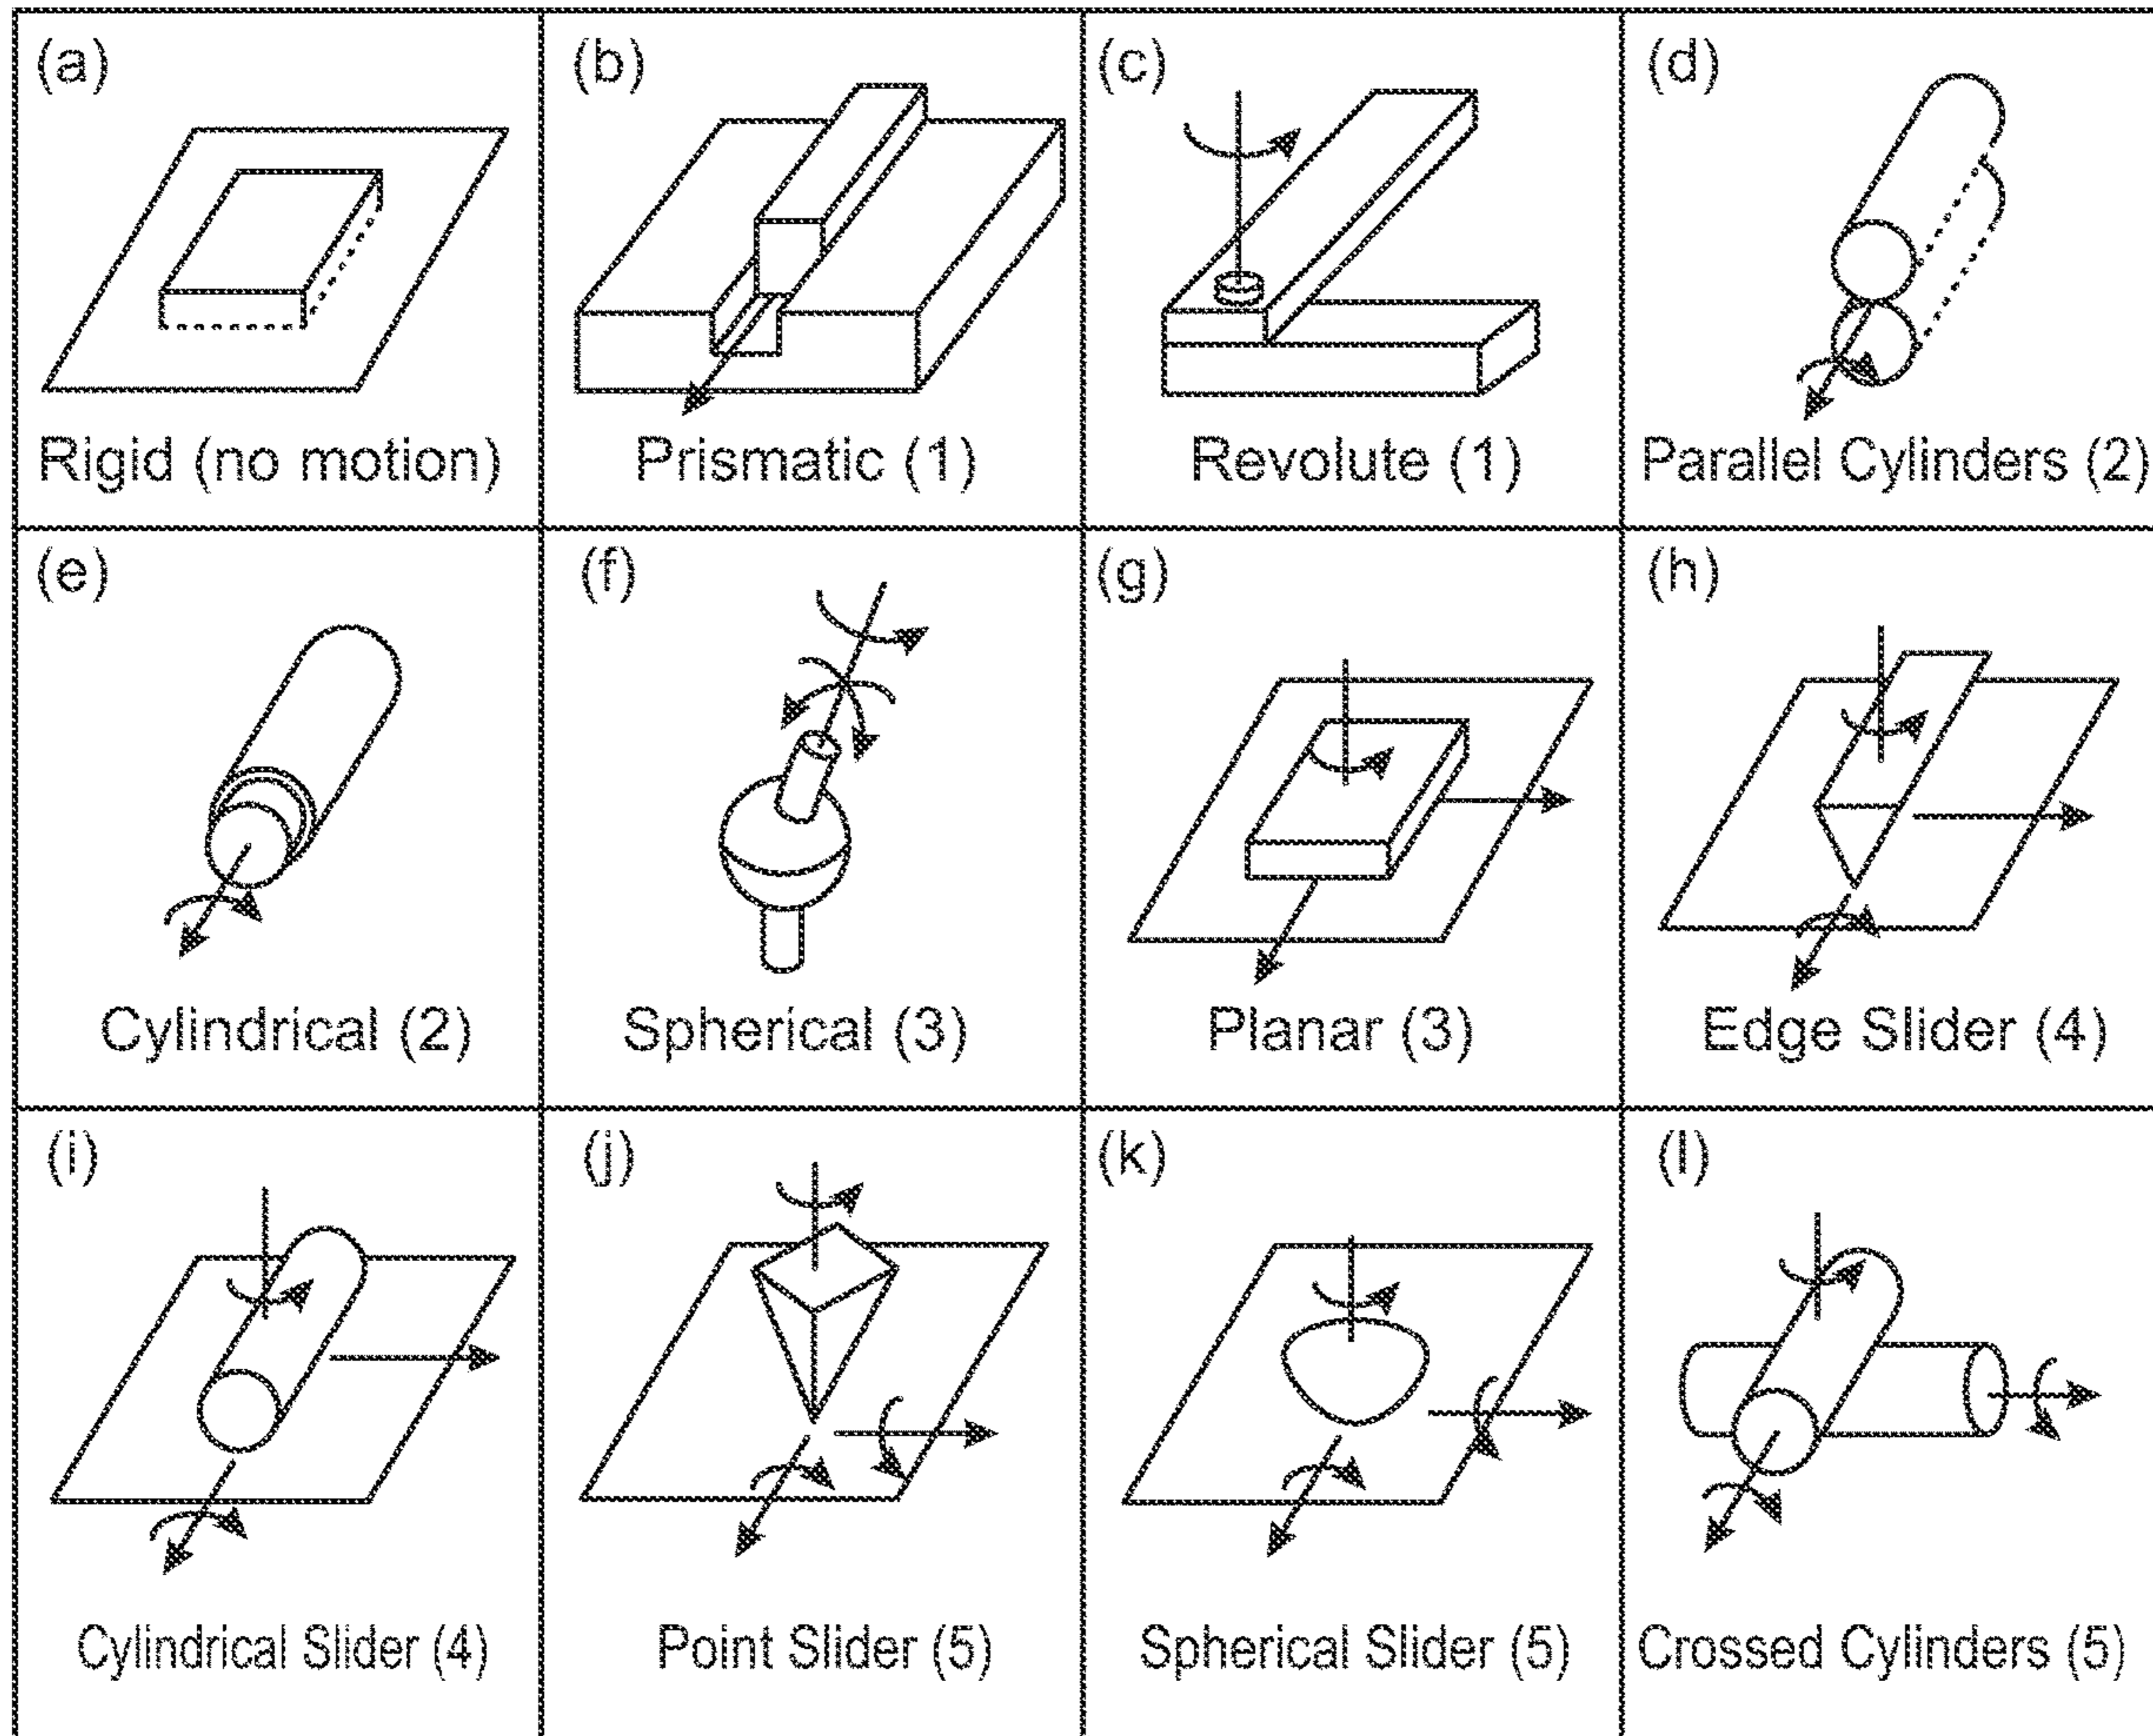 (a)
(b)
(c)
(d)
Rigid (no motion)
Prismatic (1)
Revolute (1)
Parallel Cylinders (2)
(e)
(f)
(g)
(h)
Cylindrical (2)
Spherical (3)
Planar (3)
Edge Slider (4)
(i)
(j)
(k)
(l)
Cylindrical Slider (4)
Point Slider (5)
Spherical Slider (5)
Crossed Cylinders (5)